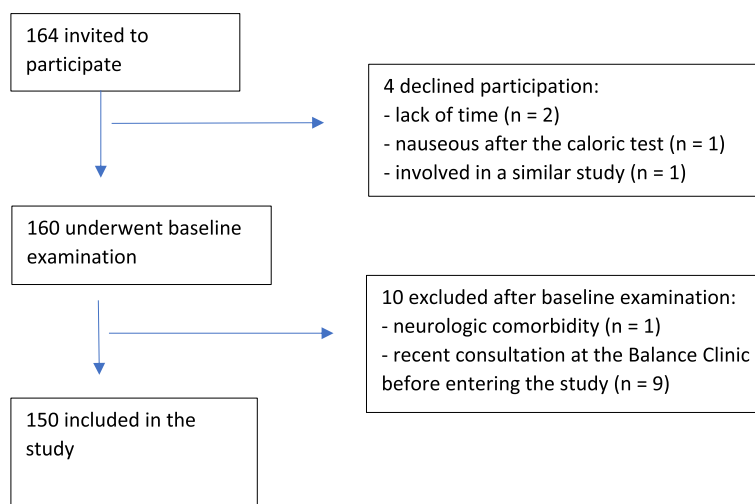 164 invited to
participate
4 declined participation:
- lack of time (n = 2)
- nauseous after the caloric test (n = 1)
- involved in a similar study (n = 1)
160 underwent baseline
examination
10 excluded after baseline examination:
- neurologic comorbidity (n = 1)
- recent consultation at the Balance Clinic
before entering the study (n = 9)
150 included in the
study